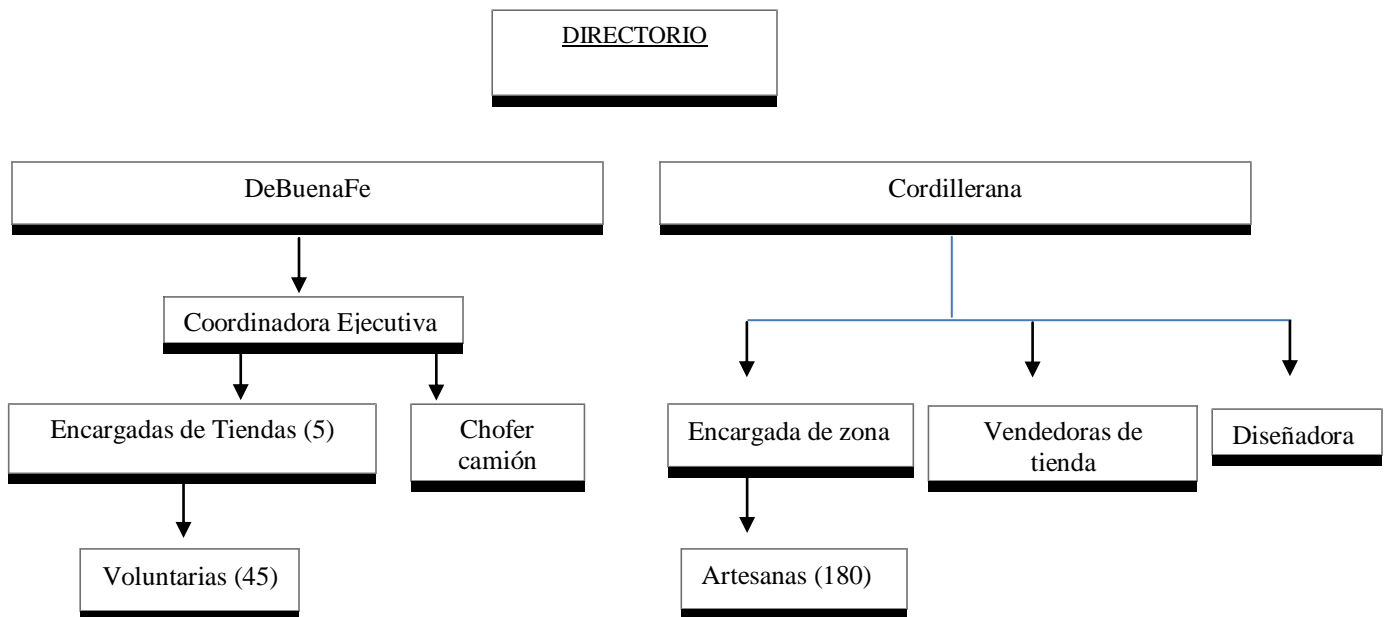 DIRECTORIO
DeBuenaFe
Cordillerana
Coordinadora Ejecutiva
Encargadas de Tiendas (5)
Chofer
camión
Encargada de zona
Vendedoras de
tienda
Diseñadora
Voluntarias (45)
Artesanas (180)